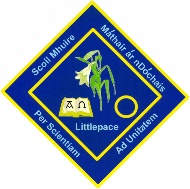 Scoil Mhuire
Máthair ár nDóchais
Α Ω
Littlepace
Per Scientiam
Ad Unitatem